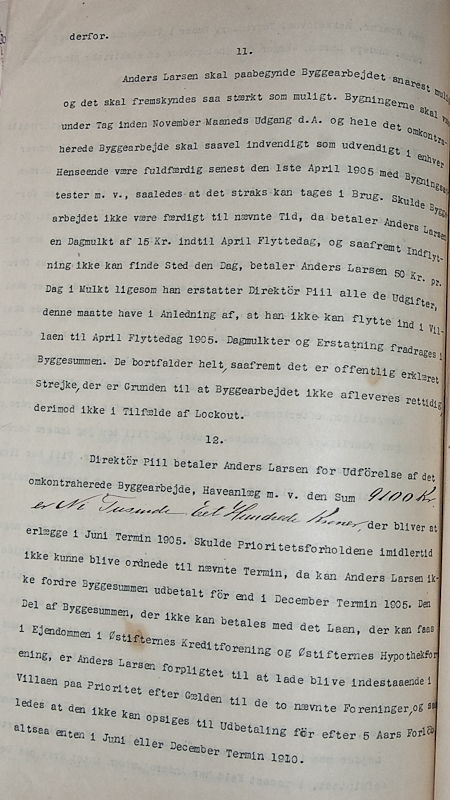 derfor.
11.
Anders Larsen skal paabegynde Byggearbejdet snarest
og det skal fremskyndes saa stærkt som muligt. Bygningerne skal
under Tag inden November Maaneds Udgang d.A. og hele det omkontra-
herede Byggearbejde skal saavel indvendigt som udvendigt i enhver
Henseende være fuldfærdig senest den 1ste April 1905 med
tester m. v., saaledes at det straks kan tages i Brug. Skulde
arbejdet ikke være færdigt til nævnte Tid, da betaler Anders Larsen
en Dagmulkt af 15 Kr. indtil April Flyttedag, og saafremt Indflyt-
ning ikke kan finde Sted den Dag, betaler Anders Larsen 50 Kr. pr.
Dag i Mulkt ligesom han erstatter Direktör Piil alle de Udgifter,
denne maatte have i Anledning af, at han ikke kan flytte ind i Vil-
laen til April Flyttedag 1905. Dagmulkter og Erstatning fradrages i
Byggesummen. De bortfalder helt, saafremt det er offentlig erklæret
Strejke, der er Grunden til at Byggearbejdet ikke afleveres rettidig,
derimod ikke i Tilfælde af Lockout.
12.
Direktör Piil betaler Anders Larsen for Udförelse af det
omkontraherede Byggearbejde, Haveanlæg m. v. den Sum 9100 Kr.
er Ni Tusinde Eet Hundrede Kroner, der bliver at
erlægge i Juni Termin 1905. Skulde Prioritetsforholdene imidlertid
ikke kunne blive ordnede til nævnte Termin, da kan Anders Larsen ik-
ke fordre Byggesummen udbetalt för end i December Termin 1905. Den
Del af Byggesummen, der ikke kan betales med det Laan, der kan faas
i Ejendommen i Østifternes Kreditforening og Østifternes Hypothekfor
ening, er Anders Larsen forpligtet til at lade blive indestaaende i
Villaen paa Prioritet efter Gælden til de to nævnte Foreninger, og saa
ledes at den ikke kan opsiges til Udbetaling för efter 5 Aars
altsaa enten i Juni eller December Termin 1910.